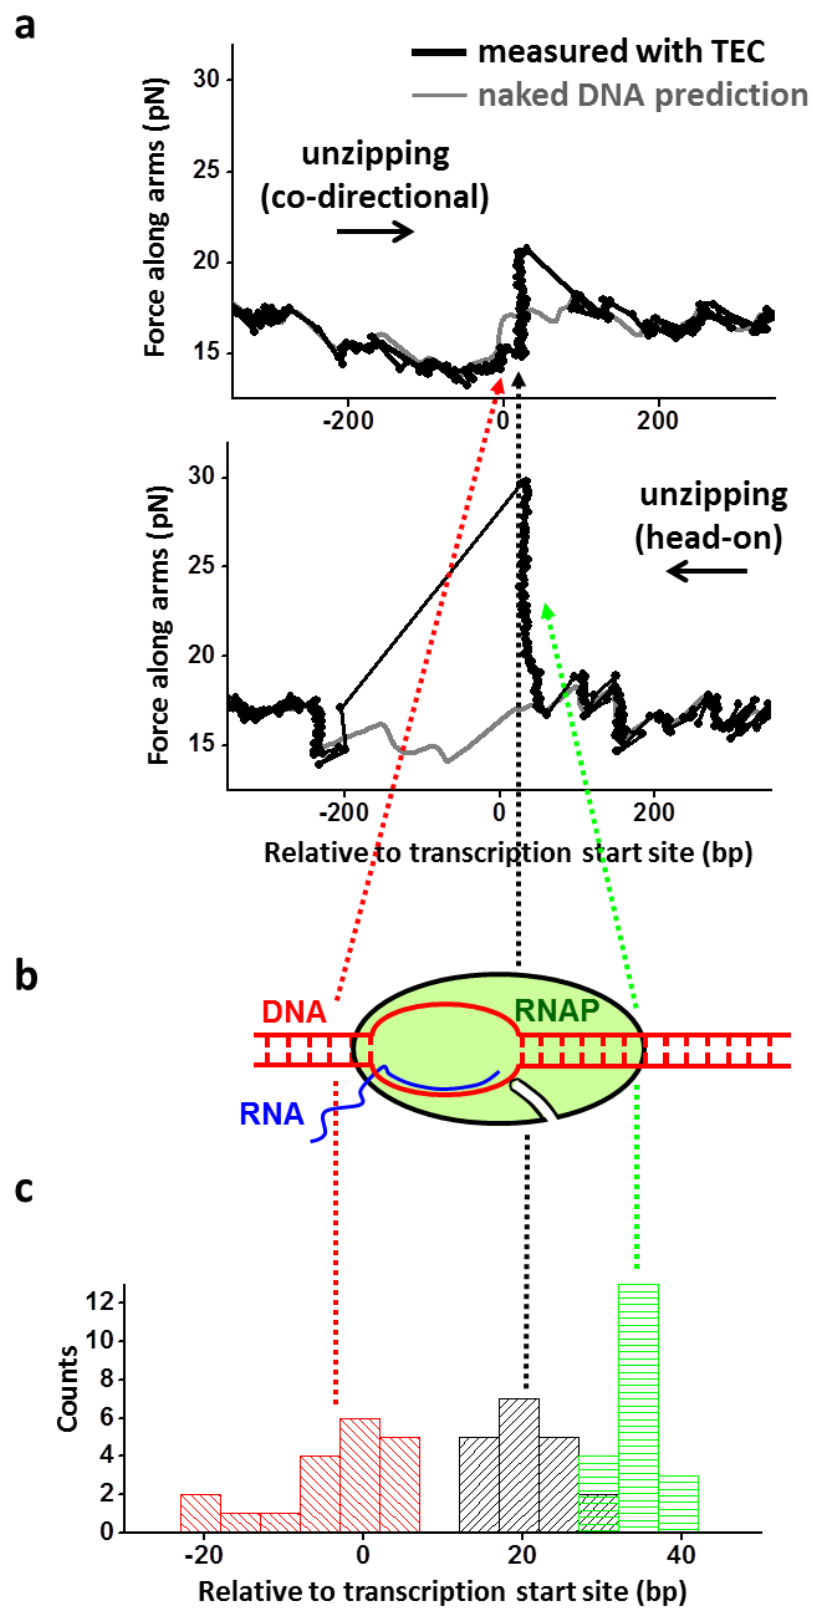 a
measured with TEC
naked DNA prediction
unzipping
(co-directional)
Force along arms (pN)
30
25
20
15
-200
0
200
unzipping
(head-on)
Force along arms (pN)
30
25
20
15
-200
0
200
Relative to transcription start site (bp)
b
DNA
RNAP
RNA
c
Counts
12
10
8
6
4
2
0
-20
0
20
40
Relative to transcription start site (bp)